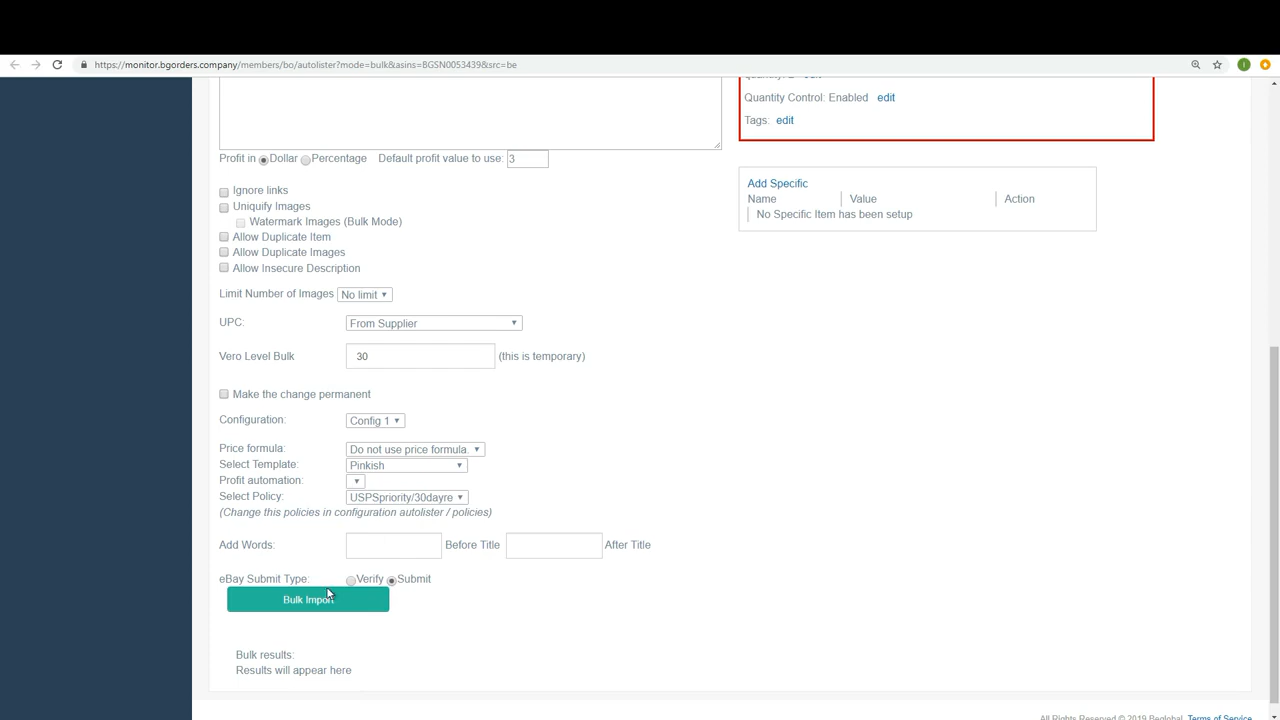 https://monitor.bgorders.company/members/bo/autolister?mode=bulk&asins=BGSN0053439&src=be
Quantity Control: Enabled edit
Tags: edit
Profit in Dollar Percentage Default profit value to use: 3
Add Specific
Name Value Action
No Specific Item has been setup
Ignore links
Uniquify Images
Watermark Images (Bulk Mode)
Allow Duplicate Item
Allow Duplicate Images
Allow Insecure Description
Limit Number of Images No limit
UPC: From Supplier
Vero Level Bulk 30 (this is temporary)
Make the change permanent
Configuration: Config 1
Price formula: Do not use price formula.
Select Template: Pinkish
Profit automation:
Select Policy: USPSpriority/30dayre
(Change this policies in configuration autolister / policies)
Add Words: Before Title After Title
eBay Submit Type: Verify Submit
Bulk Import
Bulk results:
Results will appear here
All Rights Reserved © 2019 Beglobal Terms of Service